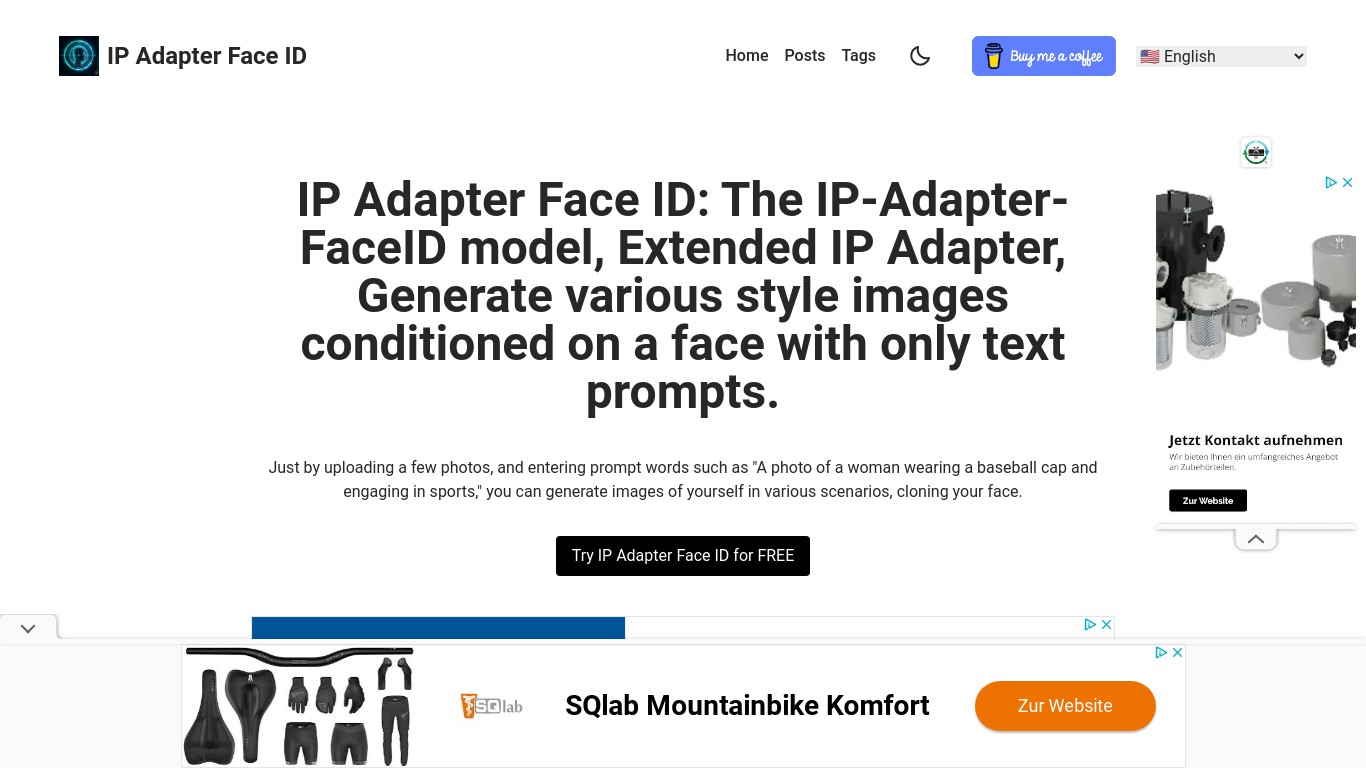 IP Adapter Face ID
Home
Posts
Tags
Buy me a coffee
🇺🇸 English
IP Adapter Face ID: The IP-Adapter-
FaceID model, Extended IP Adapter,
Generate various style images
conditioned on a face with only text
prompts.
Just by uploading a few photos, and entering prompt words such as "A photo of a woman wearing a baseball cap and
engaging in sports," you can generate images of yourself in various scenarios, cloning your face.
Try IP Adapter Face ID for FREE
Jetzt Kontakt aufnehmen
Wir bieten Ihnen ein umfangreiches Angebot
an Zubehörteilen.
Zur Website
SQlab
SQlab Mountainbike Komfort
Zur Website